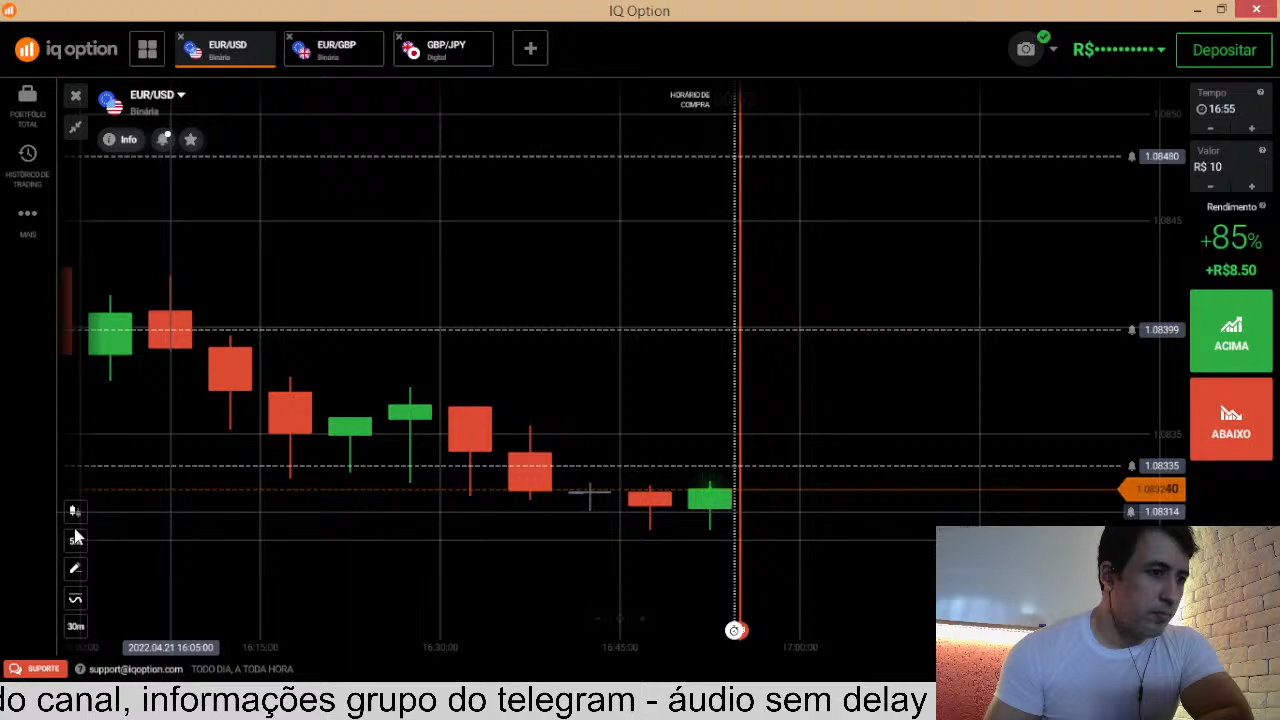 IQ Option
iq option
EUR/USD
Binária
EUR/GBP
Binária
GBP/JPY
Digital
R$••••••••••
Depositar
PORTFÓLIO
TOTAL
HISTÓRICO DE
TRADING
MAIS
EUR/USD
Binária
Info
HORÁRIO DE
COMPRA
1.0850
1.08480
1.0845
1.08399
1.0835
1.08335
1.083240
1.08314
Tempo
16:55
Valor
R$ 10
Rendimento
+85%
+R$8.50
ACIMA
ABAIXO
30m
2022.04.21 16:05:00
16:15:00
16:30:00
16:45:00
17:00:00
SUPORTE
support@iqoption.com
TODO DIA, A TODA HORA
do canal, informações grupo do telegram - áudio sem delay